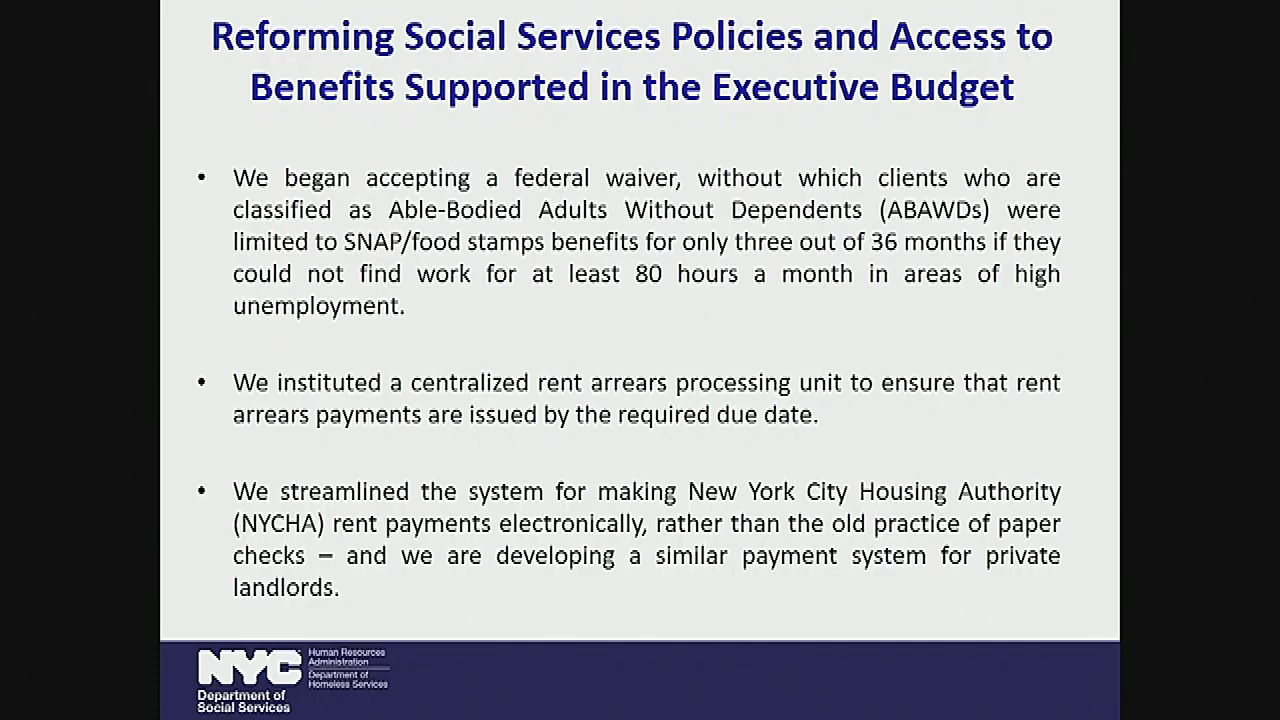 Reforming Social Services Policies and Access to
Benefits Supported in the Executive Budget
• We began accepting a federal waiver, without which clients who are
classified as Able-Bodied Adults Without Dependents (ABAWDs) were
limited to SNAP/food stamps benefits for only three out of 36 months if they
could not find work for at least 80 hours a month in areas of high
unemployment.
• We instituted a centralized rent arrears processing unit to ensure that rent
arrears payments are issued by the required due date.
• We streamlined the system for making New York City Housing Authority
(NYCHA) rent payments electronically, rather than the old practice of paper
checks – and we are developing a similar payment system for private
landlords.
NYC
Department of
Social Services
Human Resources
Administration
Department of
Homeless Services